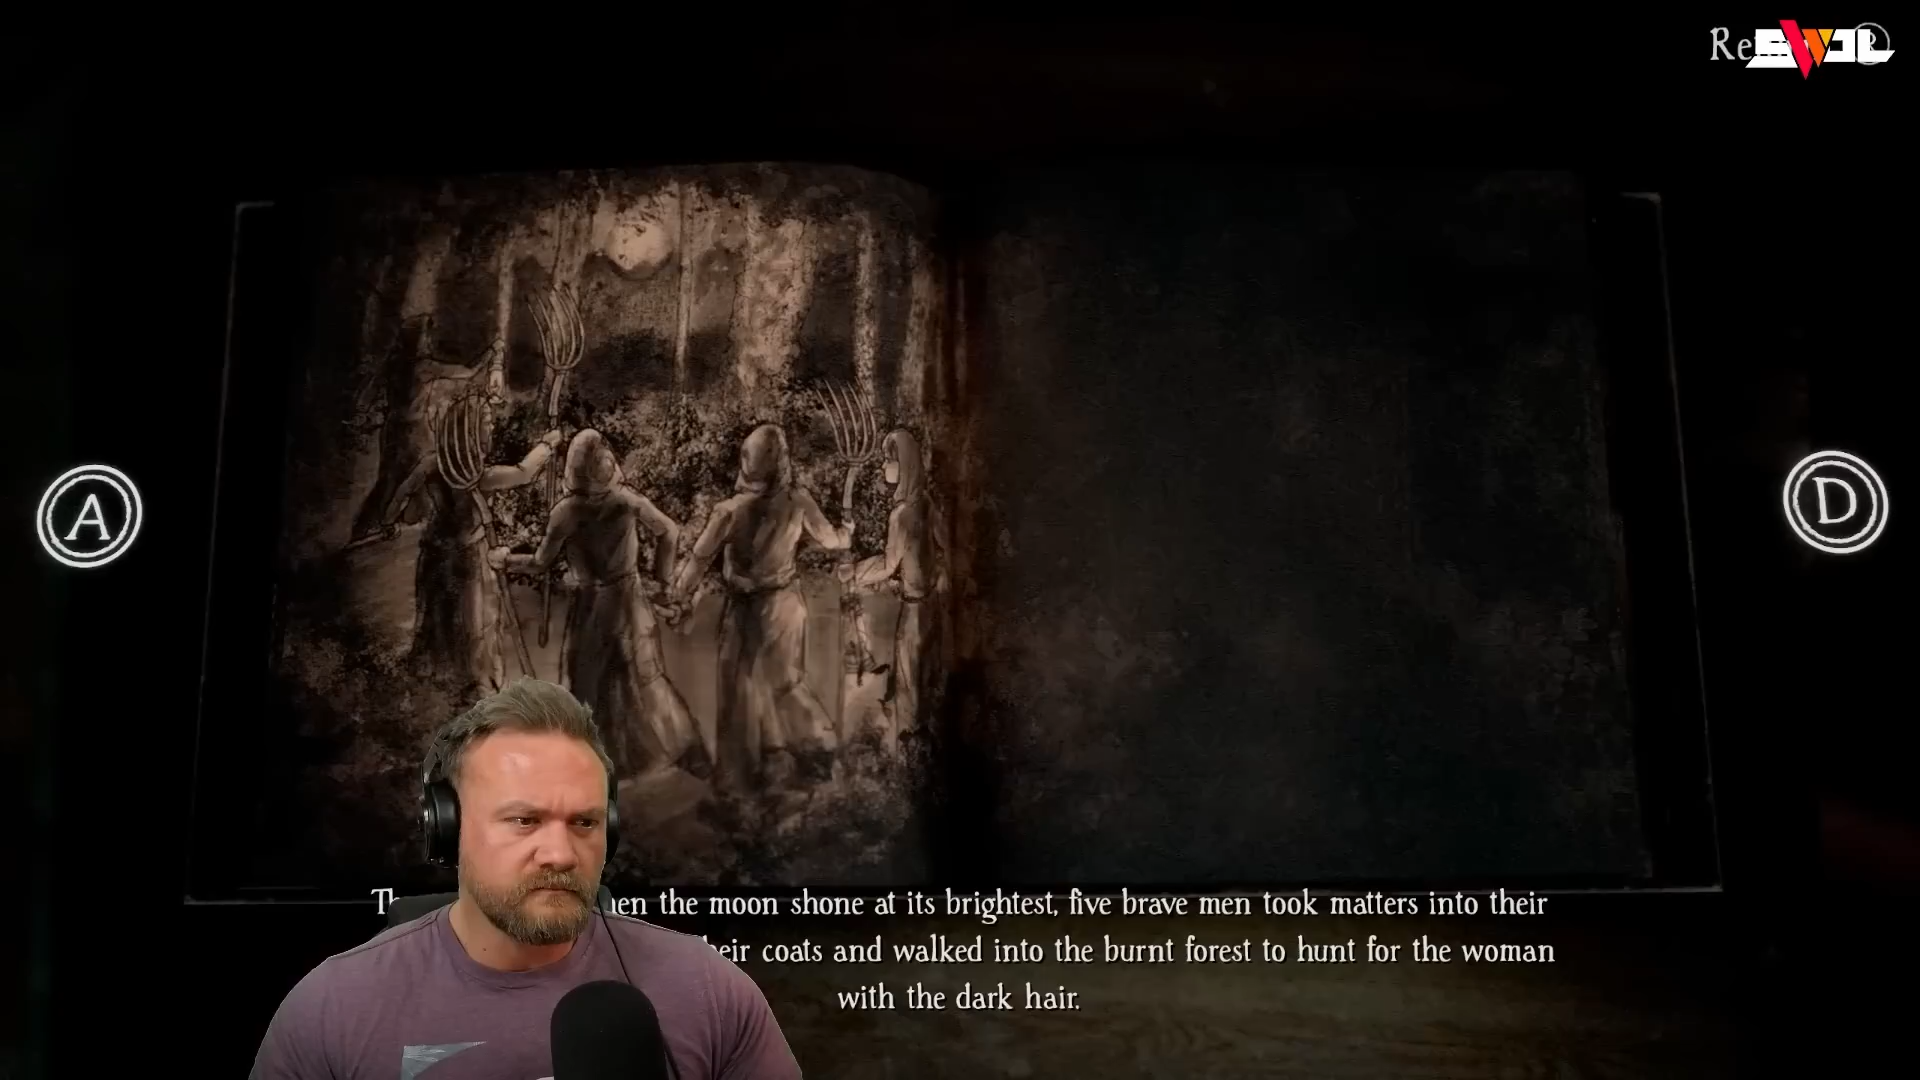 SWJL
A
D
hen the moon shone at its brightest, five brave men took matters into their
heir coats and walked into the burnt forest to hunt for the woman
with the dark hair.